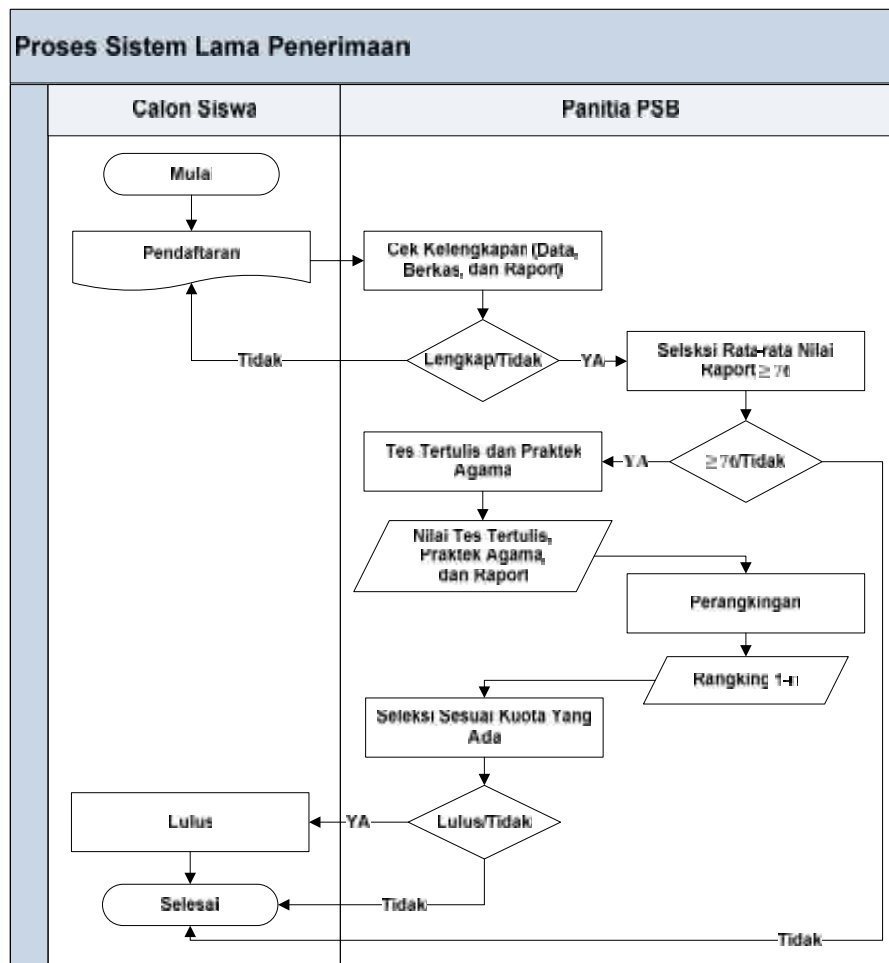 Proses Sistem Lama Penerimaan
Calon Siswa
Panitia PSB
Mulai
Pendaftaran
Cek Kelengkapan (Data,
Berkas, dan Raport)
Lengkap/Tidak
Tidak
YA
Selsksi Rata-rata Nilai
Raport ≥ 76
≥ 76/Tidak
YA
Tes Tertulis dan Praktek
Agama
Nilai Tes Tertulis,
Praktek Agama,
dan Raport
Perangkingan
Rangking 1-n
Seleksi Sesuai Kuota Yang
Ada
Lulus/Tidak
YA
Lulus
Tidak
Selesai
Tidak